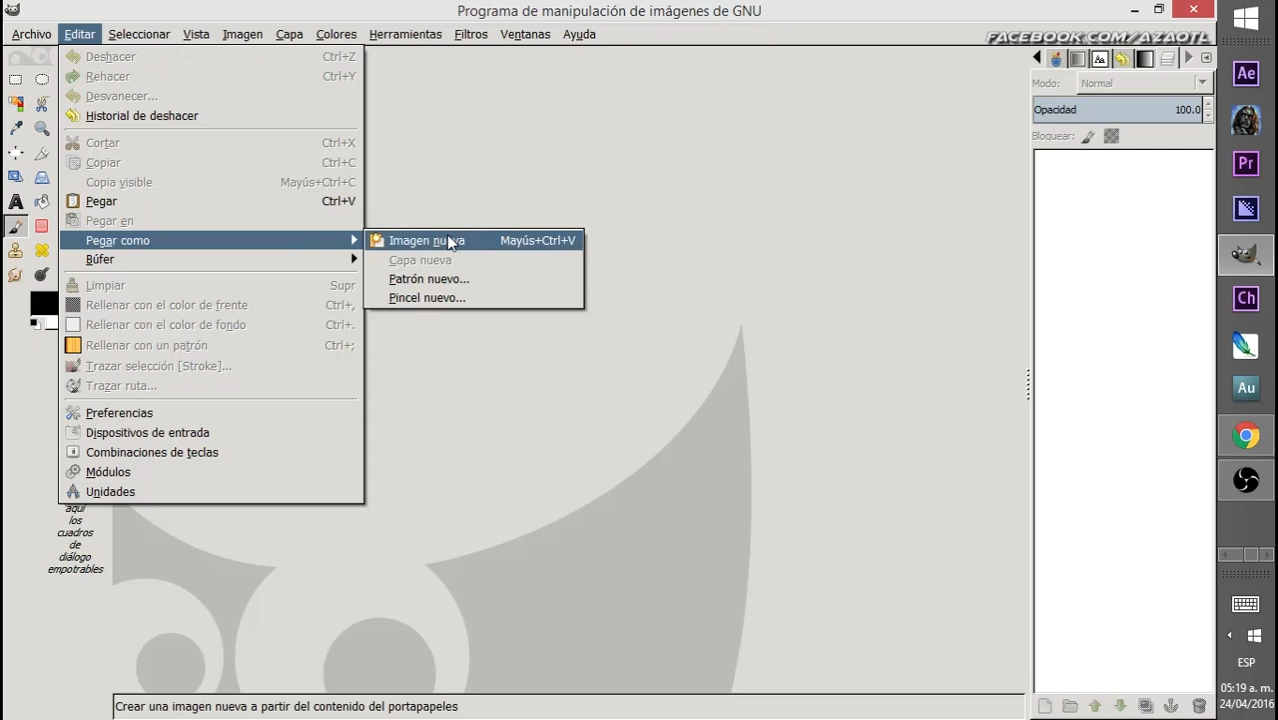 Programa de manipulación de imágenes de GNU
Archivo Editar Seleccionar Vista Imagen Capa Colores Herramientas Filtros Ventanas Ayuda
FACEBOOK.COM/AZAOTL
Deshacer Ctrl+Z
Rehacer Ctrl+Y
Desvanecer...
Historial de deshacer
Cortar Ctrl+X
Copiar Ctrl+C
Copia visible Mayús+Ctrl+C
Pegar Ctrl+V
Pegar en
Pegar como
Búfer
Limpiar Supr
Rellenar con el color de frente Ctrl+,
Rellenar con el color de fondo Ctrl+.
Rellenar con un patrón Ctrl+;
Trazar selección [Stroke]...
Trazar ruta...
Preferencias
Dispositivos de entrada
Combinaciones de teclas
Módulos
Unidades
Imagen nueva Mayús+Ctrl+V
Capa nueva
Patrón nuevo...
Pincel nuevo...
aquí
los
cuadros
de
diálogo
empotrables
Crear una imagen nueva a partir del contenido del portapapeles
Modo: Normal
Opacidad 100.0
Bloquear:
Ae
Pr
Ch
Au
ESP
05:19 a. m.
24/04/2016